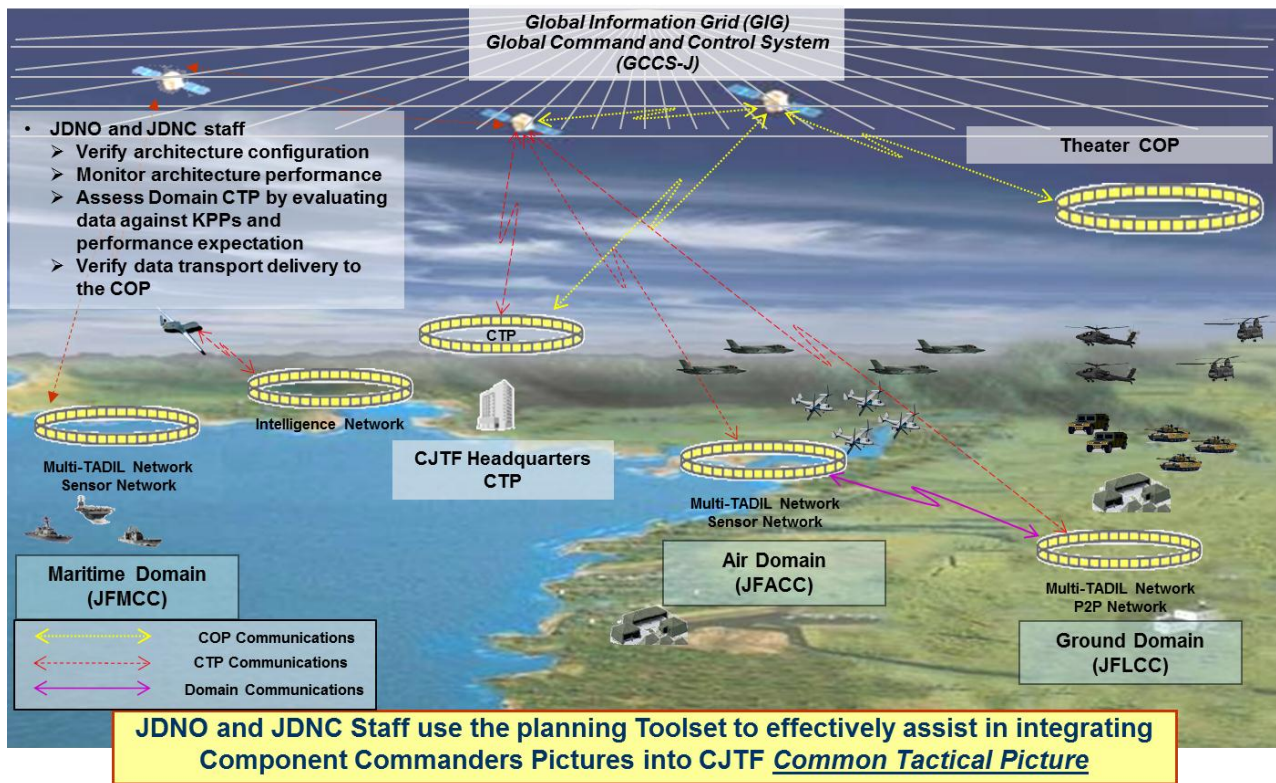 Global Information Grid (GIG)
Global Command and Control System
(GCCS-J)
• JDNO and JDNC staff
➢ Verify architecture configuration
➢ Monitor architecture performance
➢ Assess Domain CTP by evaluating
data against KPPs and
performance expectation
➢ Verify data transport delivery to
the COP
Theater COP
CTP
Intelligence Network
CJTF Headquarters
CTP
Multi-TADIL Network
Sensor Network
Maritime Domain
(JFMCC)
Multi-TADIL Network
Sensor Network
Air Domain
(JFACC)
Multi-TADIL Network
P2P Network
Ground Domain
(JFLCC)
COP Communications
CTP Communications
Domain Communications
JDNO and JDNC Staff use the planning Toolset to effectively assist in integrating
Component Commanders Pictures into CJTF Common Tactical Picture